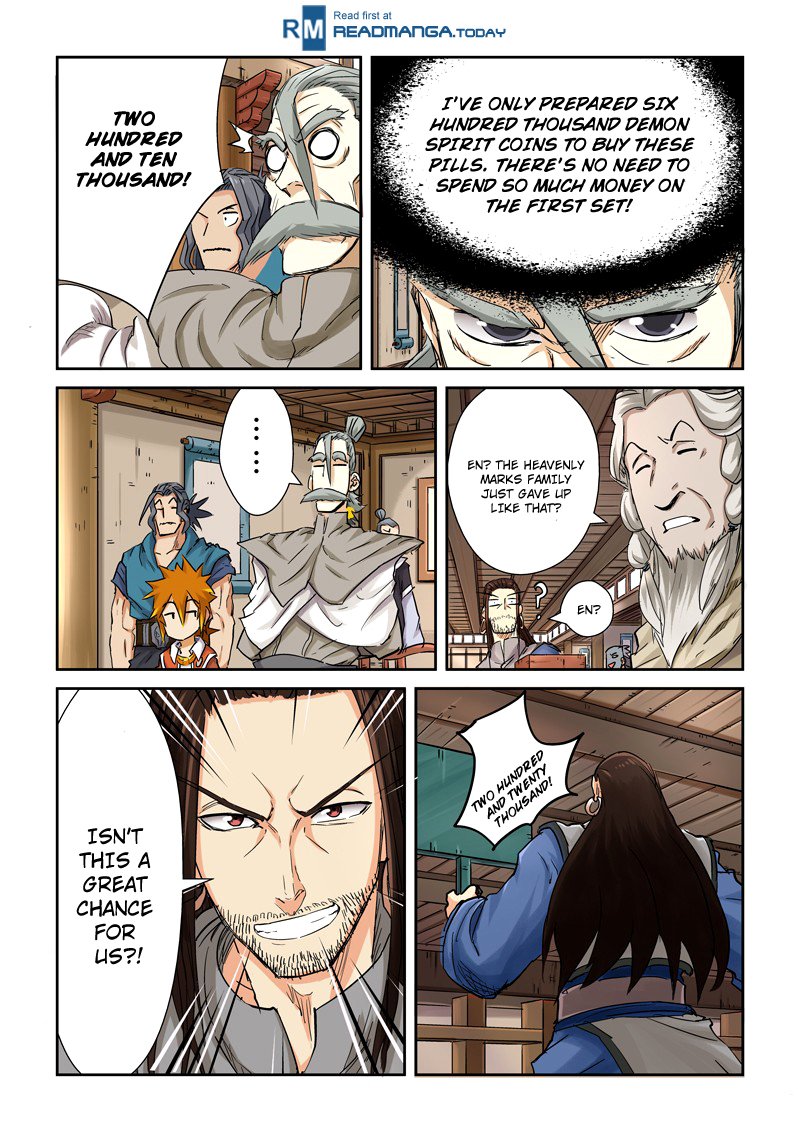 RM
Read first at
READMANGA.TODAY
TWO
HUNDRED
AND TEN
THOUSAND!
I'VE ONLY PREPARED SIX
HUNDRED THOUSAND DEMON
SPIRIT COINS TO BUY THESE
PILLS. THERE'S NO NEED TO
SPEND SO MUCH MONEY ON
THE FIRST SET!
.....
EN? THE HEAVENLY
MARKS FAMILY
JUST GAVE UP
LIKE THAT?
?
EN?
ISN'T
THIS A
GREAT
CHANCE
FOR
US?!
TWO HUNDRED
AND TWENTY
THOUSAND!